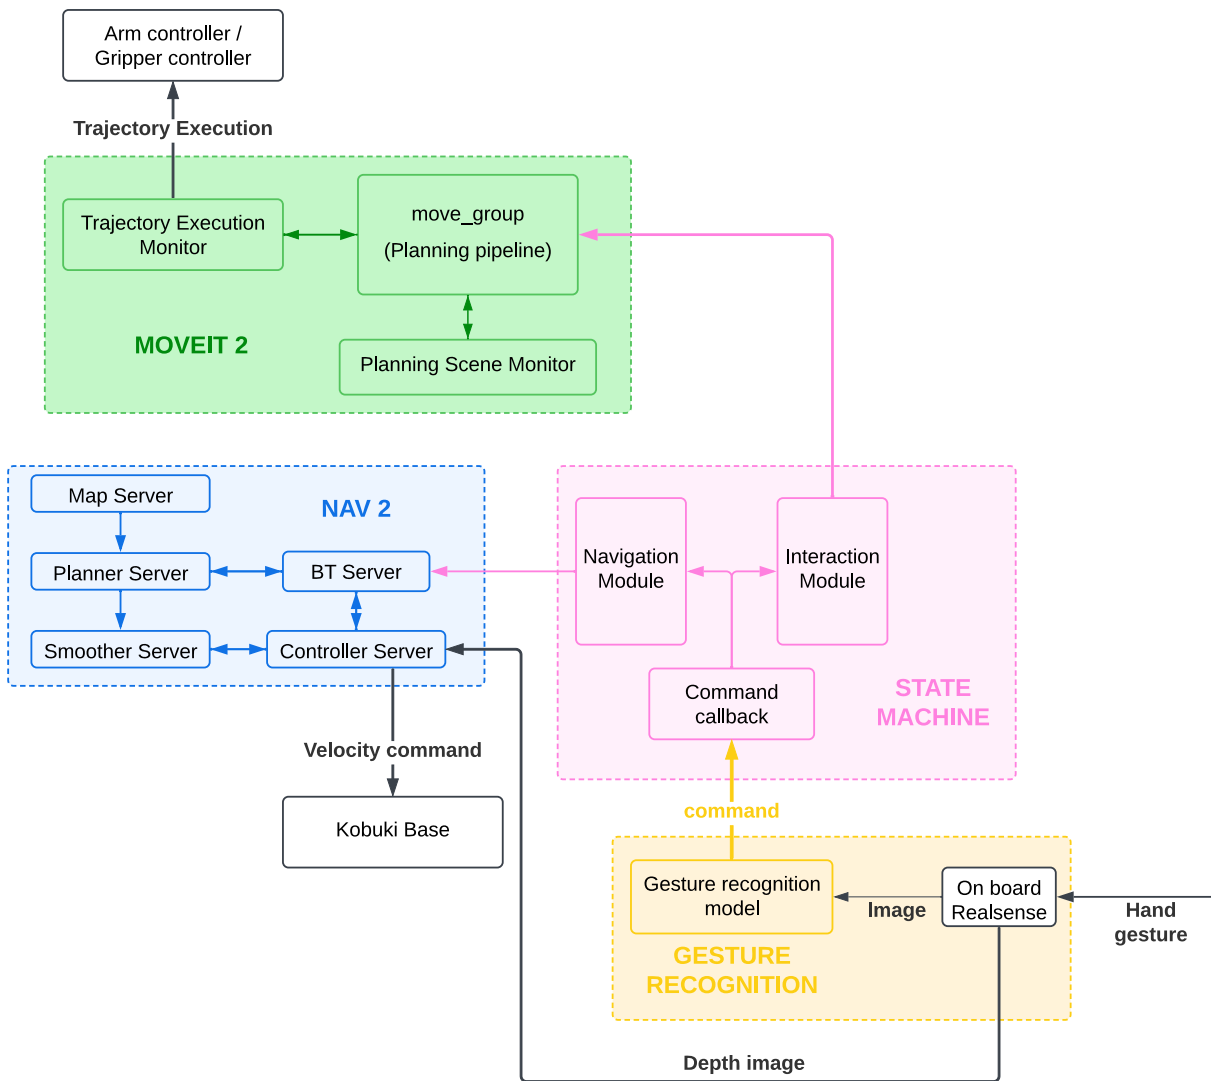 Arm controller /
Gripper controller
Trajectory Execution
Trajectory Execution
Monitor
move_group
(Planning pipeline)
MOVEIT 2
Planning Scene Monitor
Map Server
NAV 2
Planner Server
BT Server
Smoother Server
Controller Server
Navigation
Module
Interaction
Module
Command
callback
STATE
MACHINE
Velocity command
Kobuki Base
command
Gesture recognition
model
Image
On board
Realsense
Hand
gesture
GESTURE
RECOGNITION
Depth image